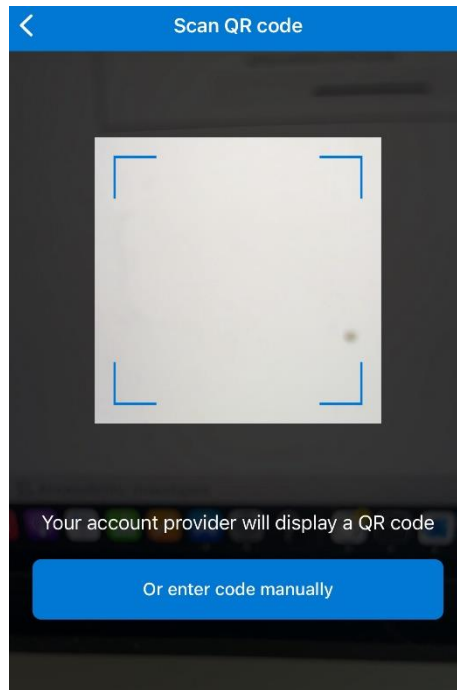 Scan QR code
Your account provider will display a QR code
Or enter code manually